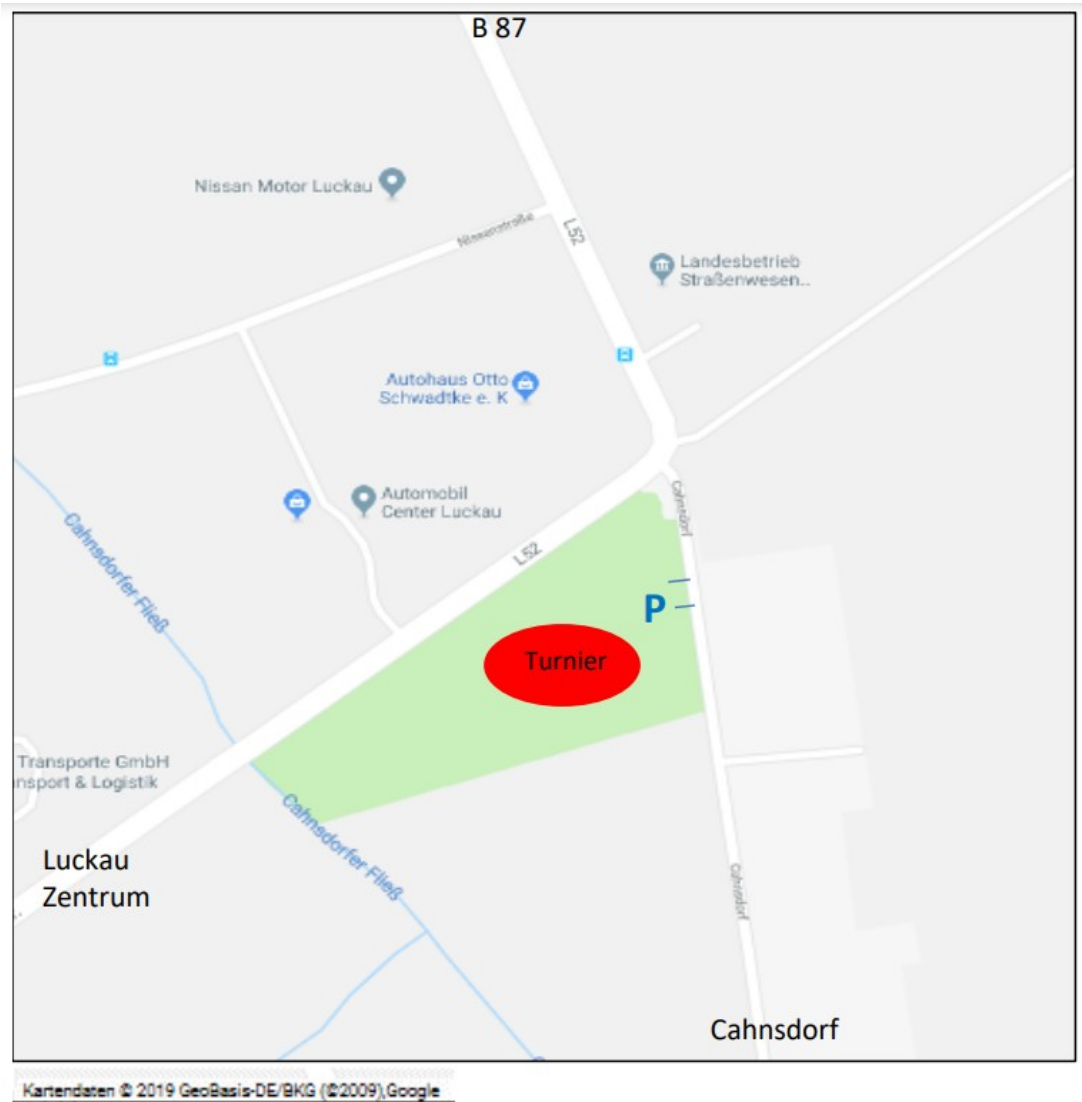 B 87
Nissan Motor Luckau
Nissanstraße
L52
Landesbetrieb
Straßenwesen..
Autohaus Otto
Schwadtke e. K
Automobil
Center Luckau
Cahnsdorf
L52
Cahnsdorfer Fließ
P
Turnier
Transporte GmbH
nsport & Logistik
Cahnsdorfer Fließ
Luckau
Zentrum
Cahnsdorf
Cahnsdorf
Kartendaten © 2019 GeoBasis-DE/BKG (©2009),Google